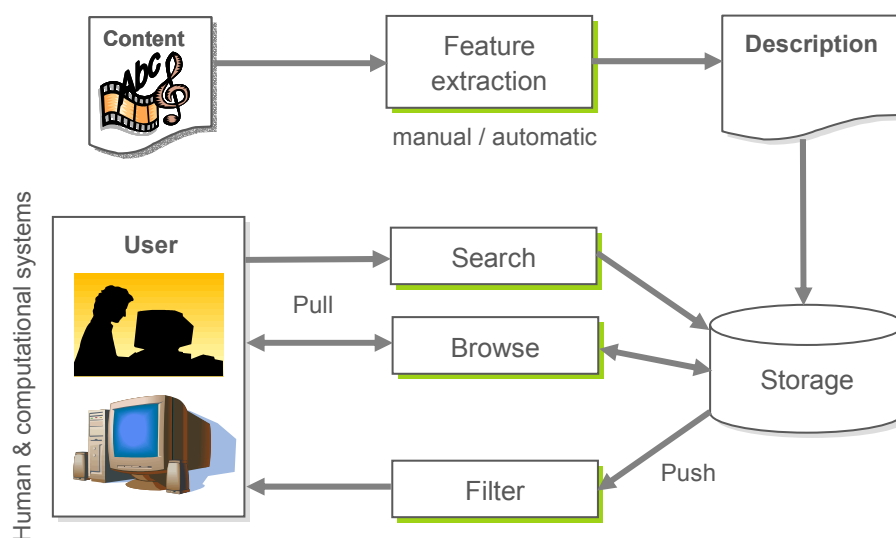 Content
ABC
Feature
extraction
manual / automatic
Description
Human & computational systems
User
Search
Pull
Browse
Storage
Push
Filter